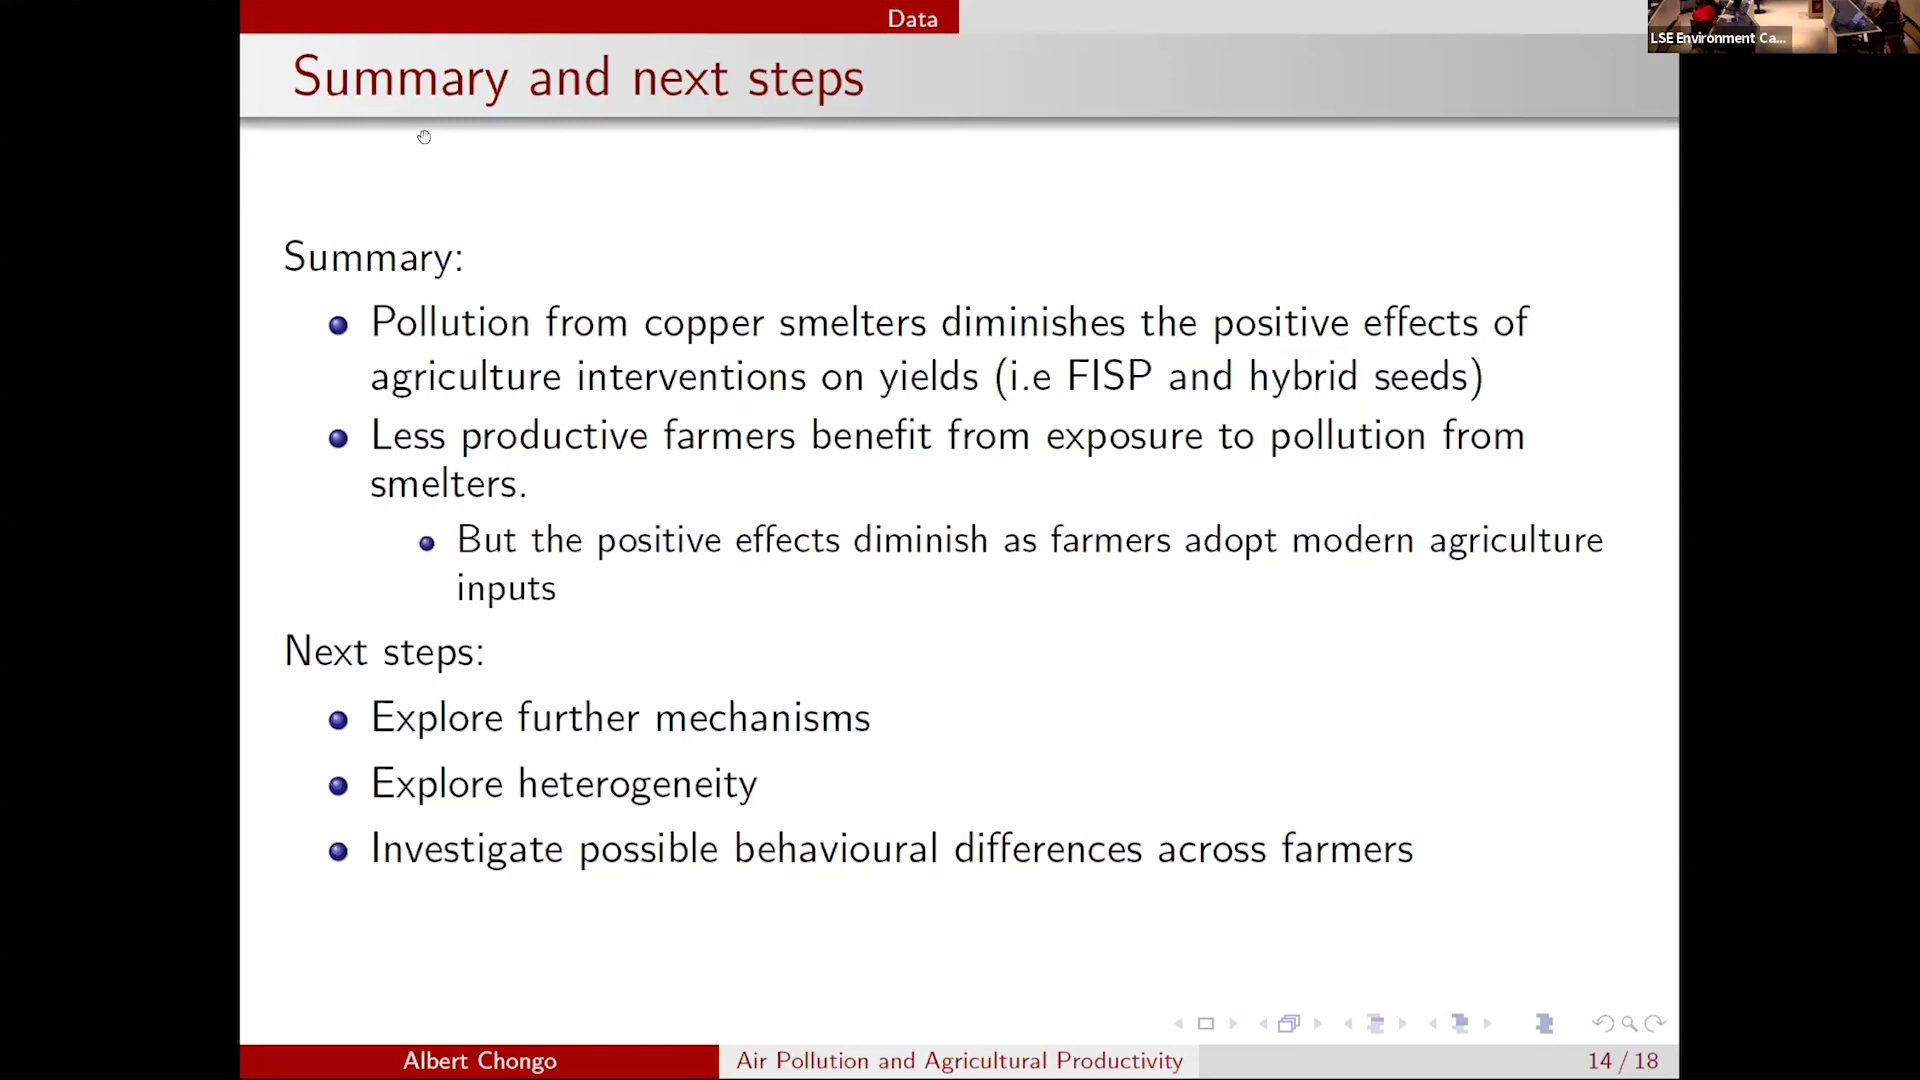 Data
LSE Environment Ca...
Summary and next steps
Summary:
Pollution from copper smelters diminishes the positive effects of
agriculture interventions on yields (i.e FISP and hybrid seeds)
Less productive farmers benefit from exposure to pollution from
smelters.
But the positive effects diminish as farmers adopt modern agriculture
inputs
Next steps:
Explore further mechanisms
Explore heterogeneity
Investigate possible behavioural differences across farmers
Albert Chongo
Air Pollution and Agricultural Productivity
14 / 18